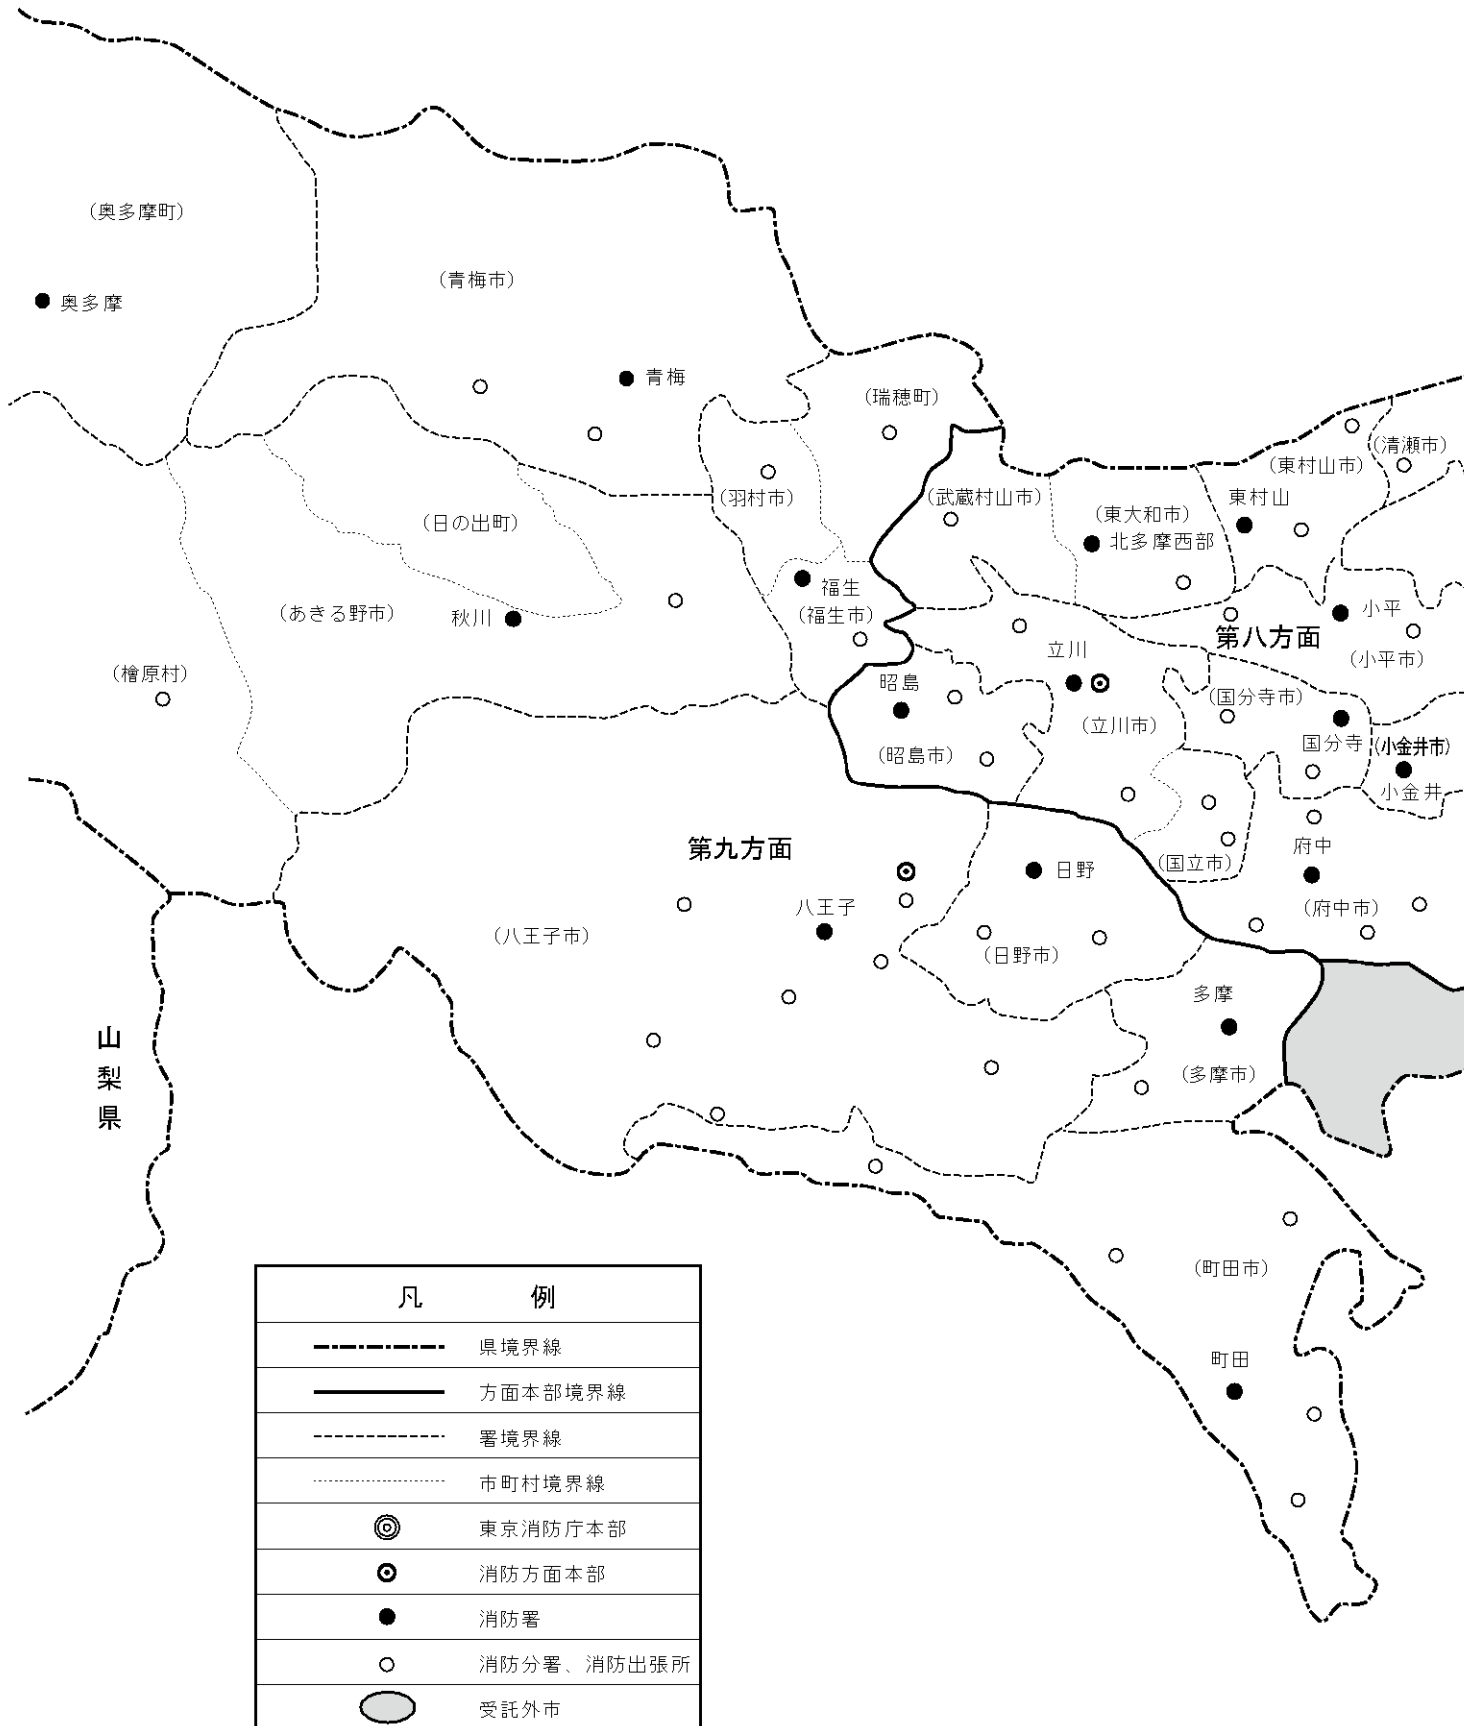 (奥多摩町)
奥多摩
(青梅市)
青梅
(瑞穂町)
(羽村市)
(日の出町)
(あきる野市)
秋川
(檜原村)
福生
(福生市)
(武蔵村山市)
(東大和市)
北多摩西部
(東村山市)
東村山
(清瀬市)
小平
第八方面
(小平市)
立川
(立川市)
昭島
(昭島市)
(国分寺市)
国分寺
(小金井市)
小金井
(国立市)
府中
(府中市)
第九方面
八王子
(八王子市)
日野
(日野市)
多摩
(多摩市)
山
梨
県
(町田市)
町田
凡 例
県境界線
方面本部境界線
署境界線
市町村境界線
東京消防庁本部
消防方面本部
消防署
消防分署、消防出張所
受託外市